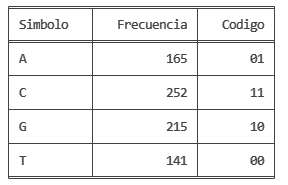 Simbolo Frecuencia Codigo
A 165 01
C 252 11
G 215 10
T 141 00